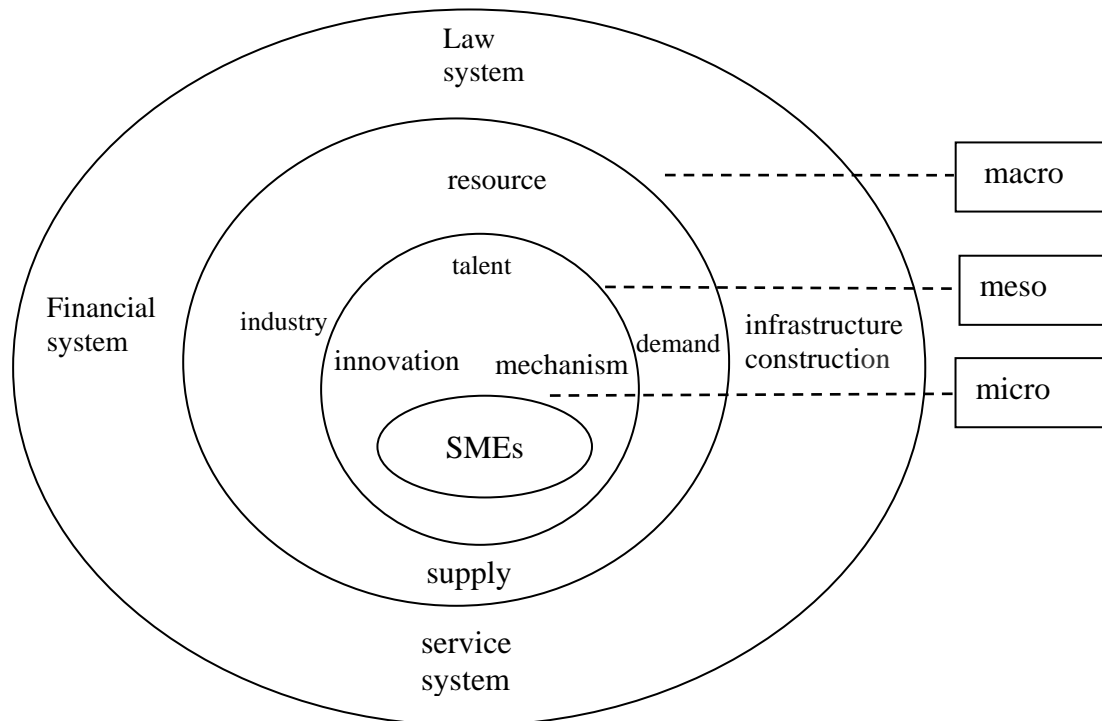 Law
system
resource
macro
talent
meso
Financial
system
industry
infrastructure
construction
demand
innovation
mechanism
micro
SMEs
supply
service
system